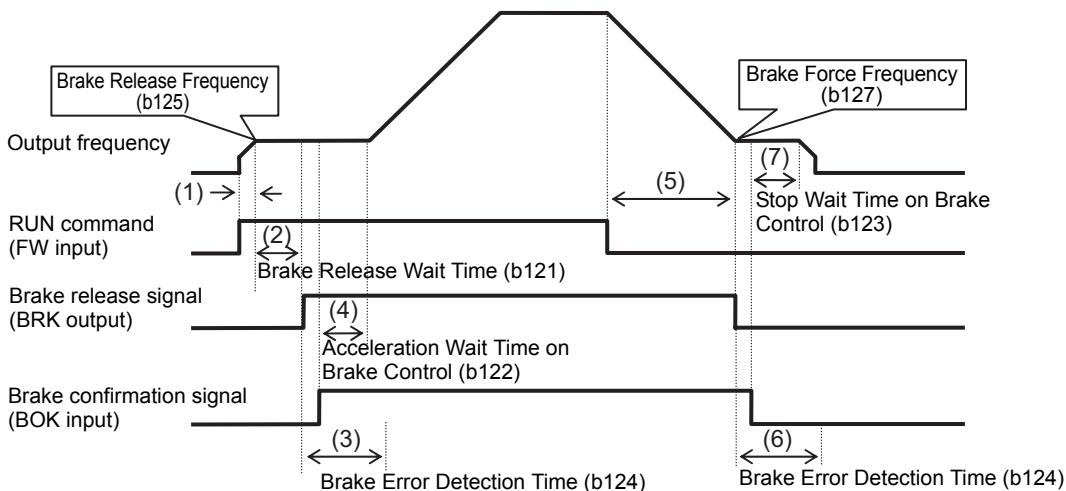 Brake Release Frequency
(b125)
Brake Force Frequency
(b127)
Output frequency
(1)
(5)
(7)
Stop Wait Time on Brake
Control (b123)
RUN command
(FW input)
(2)
Brake Release Wait Time (b121)
Brake release signal
(BRK output)
(4)
Acceleration Wait Time on
Brake Control (b122)
Brake confirmation signal
(BOK input)
(3)
(6)
Brake Error Detection Time (b124)
Brake Error Detection Time (b124)